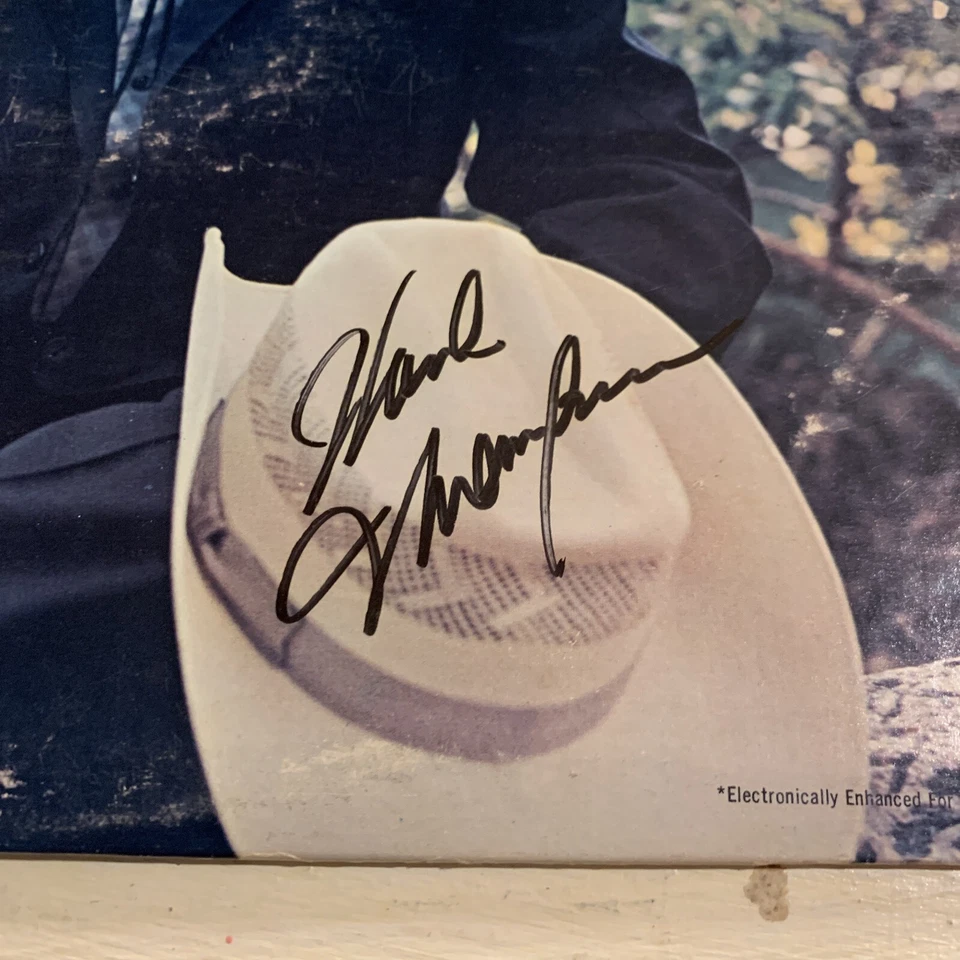 Hank
Thompson
*Electronically Enhanced For